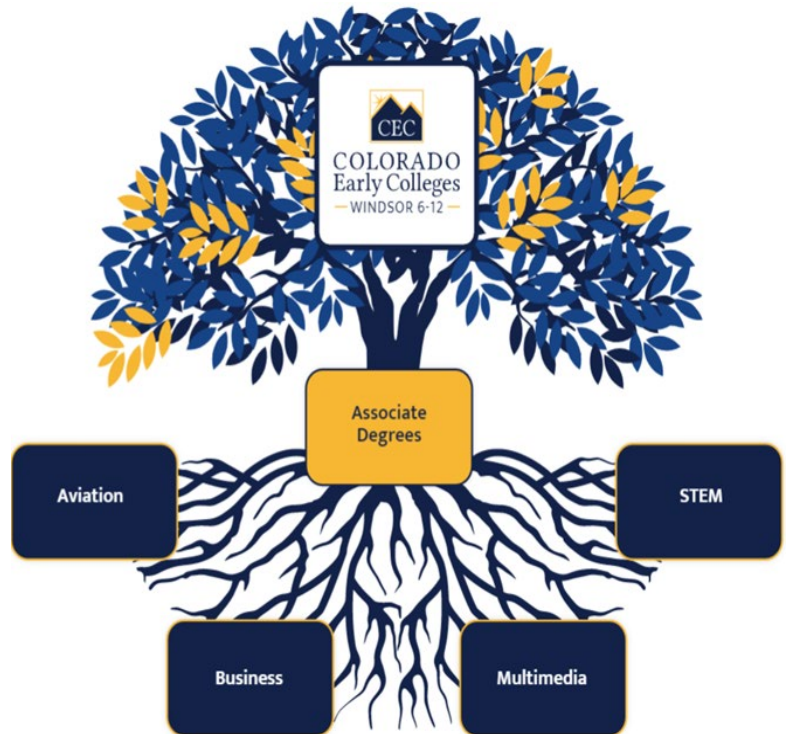 CEC
COLORADO
Early Colleges
WINDSOR 6-12
Associate
Degrees
Aviation
STEM
Business
Multimedia